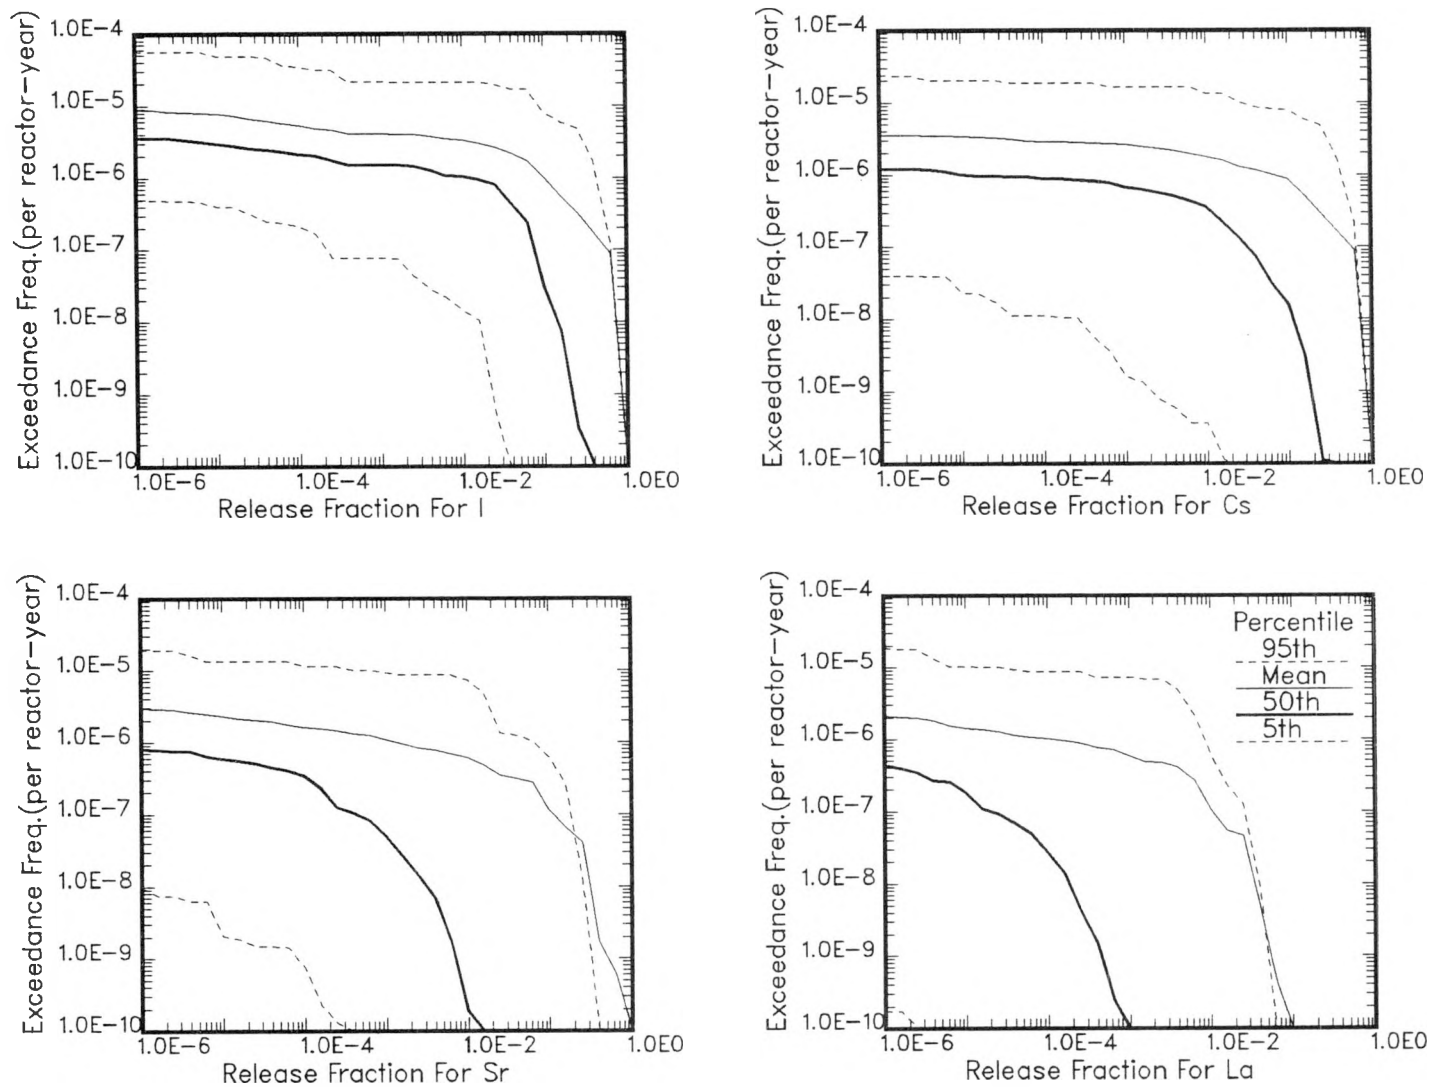 Exceedance Freq.(per reactor-year)
1.0E-4
1.0E-5
1.0E-6
1.0E-7
1.0E-8
1.0E-9
1.0E-10
1.0E-6 1.0E-4 1.0E-2 1.0E0
Release Fraction For I
Exceedance Freq.(per reactor-year)
1.0E-4
1.0E-5
1.0E-6
1.0E-7
1.0E-8
1.0E-9
1.0E-10
1.0E-6 1.0E-4 1.0E-2 1.0E0
Release Fraction For Cs
Exceedance Freq.(per reactor-year)
1.0E-4
1.0E-5
1.0E-6
1.0E-7
1.0E-8
1.0E-9
1.0E-10
1.0E-6 1.0E-4 1.0E-2 1.0E0
Release Fraction For Sr
Exceedance Freq.(per reactor-year)
1.0E-4
1.0E-5
1.0E-6
1.0E-7
1.0E-8
1.0E-9
1.0E-10
Percentile
95th
Mean
50th
5th
1.0E-6 1.0E-4 1.0E-2 1.0E0
Release Fraction For La